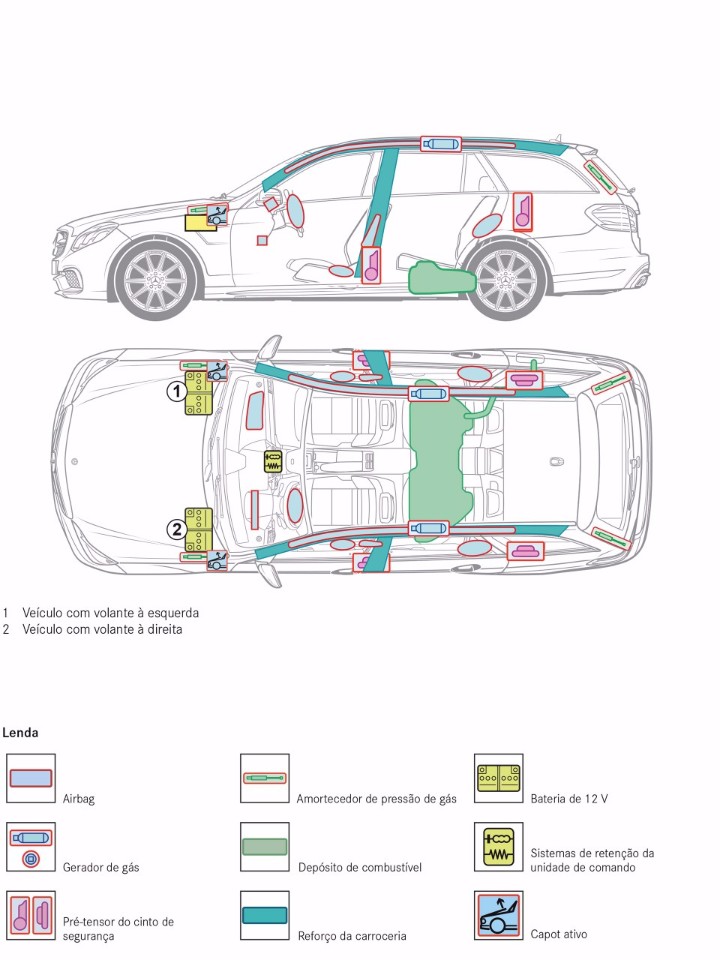 1
2
1 Veículo com volante à esquerda
2 Veículo com volante à direita
Lenda
Airbag
Amortecedor de pressão de gás
Bateria de 12 V
Gerador de gás
Depósito de combustível
Sistemas de retenção da
unidade de comando
Pré-tensor do cinto de
segurança
Reforço da carroceria
Capot ativo